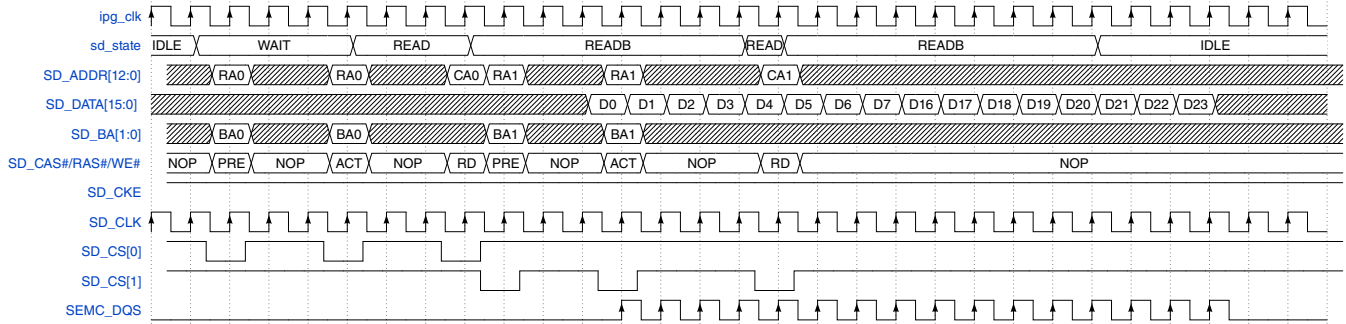 ipg_clk
sd_state IDLE WAIT READ READB READ READB IDLE
SD_ADDR[12:0] RA0 RA0 CA0 RA1 RA1 CA1
SD_DATA[15:0] D0 D1 D2 D3 D4 D5 D6 D7 D16 D17 D18 D19 D20 D21 D22 D23
SD_BA[1:0] BA0 BA0 BA1 BA1
SD_CAS#/RAS#/WE# NOP PRE NOP ACT NOP RD PRE NOP ACT NOP RD NOP
SD_CKE
SD_CLK
SD_CS[0]
SD_CS[1]
SEMC_DQS